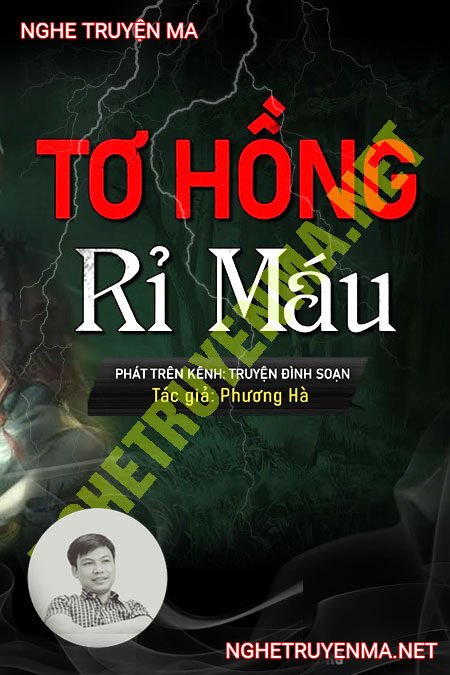 NGHE TRUYỆN MA
TƠ HỒNG
Rỉ Máu
PHÁT TRÊN KÊNH: TRUYỆN ĐÌNH SOẠN
Tác giả: Phương Hà
NGHETRUYENMA.NET
NGHETRUYENMA.NET